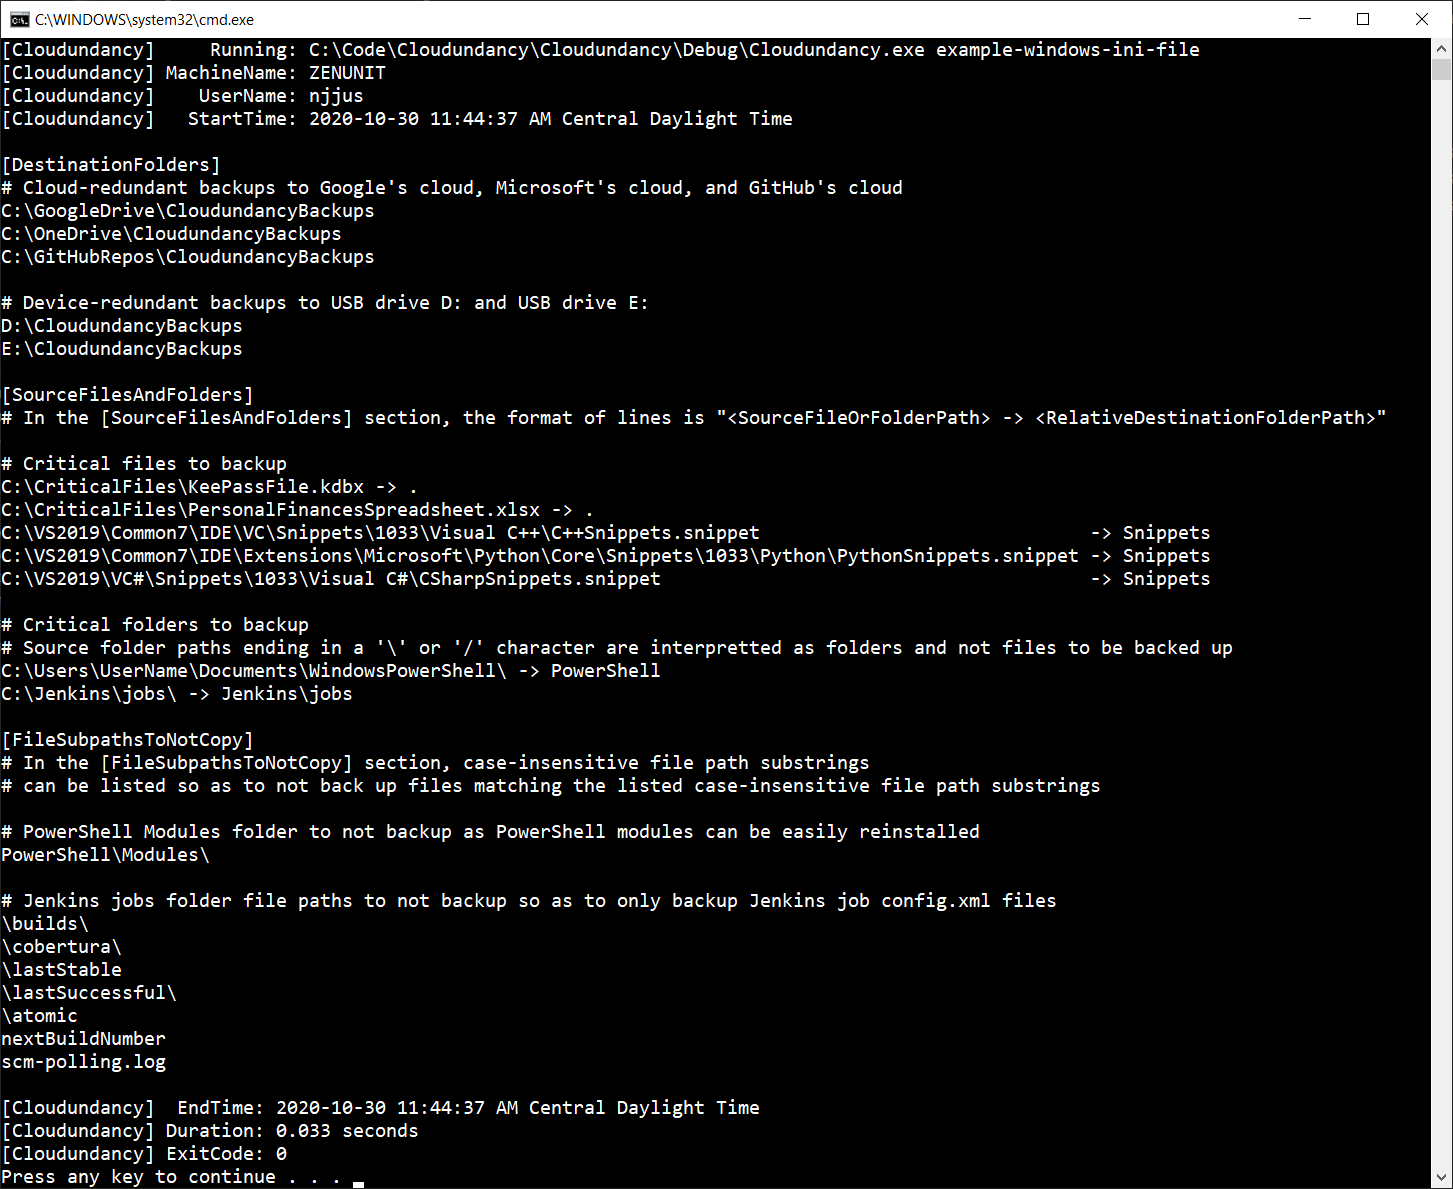 C:\WINDOWS\system32\cmd.exe
[Cloudundancy]     Running: C:\Code\Cloudundancy\Cloudundancy\Debug\Cloudundancy.exe example-windows-ini-file
[Cloudundancy] MachineName: ZENUNIT
[Cloudundancy]    UserName: njjus
[Cloudundancy]   StartTime: 2020-10-30 11:44:37 AM Central Daylight Time

[DestinationFolders]
# Cloud-redundant backups to Google's cloud, Microsoft's cloud, and GitHub's cloud
C:\GoogleDrive\CloudundancyBackups
C:\OneDrive\CloudundancyBackups
C:\GitHubRepos\CloudundancyBackups

# Device-redundant backups to USB drive D: and USB drive E:
D:\CloudundancyBackups
E:\CloudundancyBackups

[SourceFilesAndFolders]
# In the [SourceFilesAndFolders] section, the format of lines is "<SourceFileOrFolderPath> -> <RelativeDestinationFolderPath>"

# Critical files to backup
C:\CriticalFiles\KeePassFile.kdbx -> .
C:\CriticalFiles\PersonalFinancesSpreadsheet.xlsx -> .
C:\VS2019\Common7\IDE\VC\Snippets\1033\Visual C++\C++Snippets.snippet                              -> Snippets
C:\VS2019\Common7\IDE\Extensions\Microsoft\Python\Core\Snippets\1033\Python\PythonSnippets.snippet -> Snippets
C:\VS2019\VC#\Snippets\1033\Visual C#\CSharpSnippets.snippet                                       -> Snippets

# Critical folders to backup
# Source folder paths ending in a '\' or '/' character are interpretted as folders and not files to be backed up
C:\Users\UserName\Documents\WindowsPowerShell\ -> PowerShell
C:\Jenkins\jobs\ -> Jenkins\jobs

[FileSubpathsToNotCopy]
# In the [FileSubpathsToNotCopy] section, case-insensitive file path substrings
# can be listed so as to not back up files matching the listed case-insensitive file path substrings

# PowerShell Modules folder to not backup as PowerShell modules can be easily reinstalled
PowerShell\Modules\

# Jenkins jobs folder file paths to not backup so as to only backup Jenkins job config.xml files
\builds\
\cobertura\
\lastStable
\lastSuccessful\
\atomic
nextBuildNumber
scm-polling.log

[Cloudundancy]  EndTime: 2020-10-30 11:44:37 AM Central Daylight Time
[Cloudundancy] Duration: 0.033 seconds
[Cloudundancy] ExitCode: 0
Press any key to continue . . .